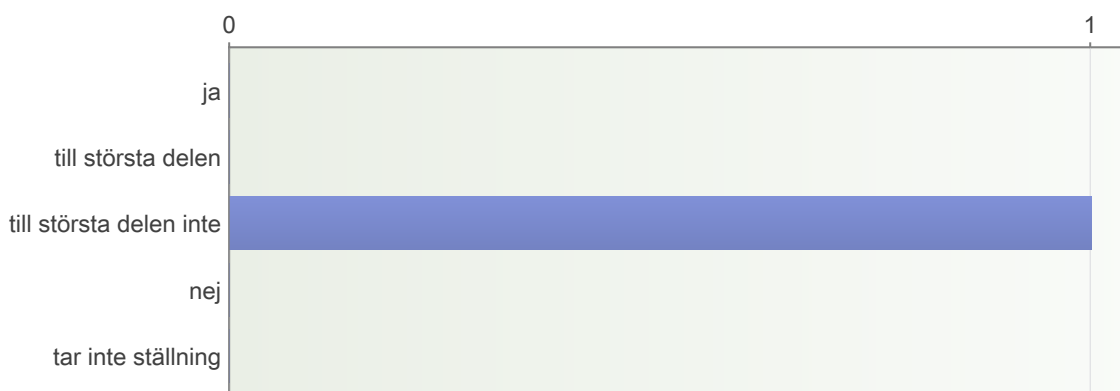 0 1
ja
till största delen
till största delen inte
nej
tar inte ställning